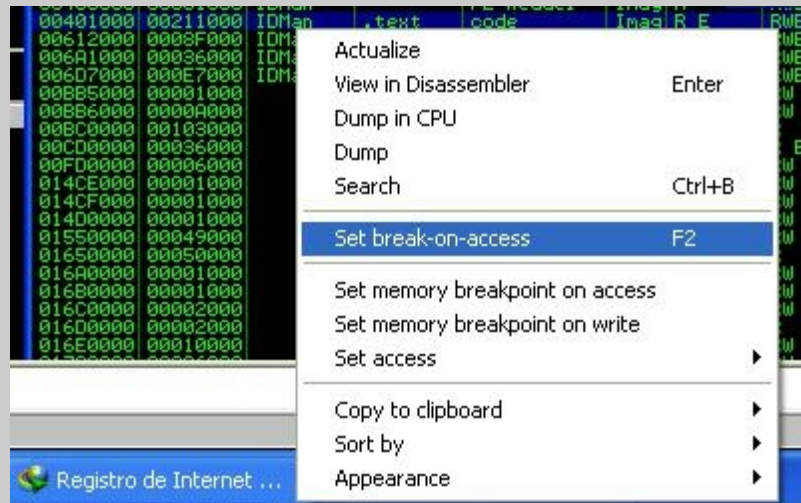 00401000 00211000 IDMan .text code Imag R E RWE
00612000 0008F000 IDMa
006A1000 00036000 IDMa
006D7000 000E7000 IDMa
00BB5000 00001000
00BB6000 0000A000
00BC0000 00103000
00CD0000 00036000
00FD0000 00006000
014CE000 00001000
014CF000 00001000
014D0000 00001000
01550000 00049000
01650000 00050000
016A0000 00001000
016B0000 00001000
016C0000 00002000
016D0000 00002000
016E0000 00010000
Actualize
View in Disassembler Enter
Dump in CPU
Dump
Search Ctrl+B
Set break-on-access F2
Set memory breakpoint on access
Set memory breakpoint on write
Set access
Copy to clipboard
Sort by
Appearance
Registro de Internet ...